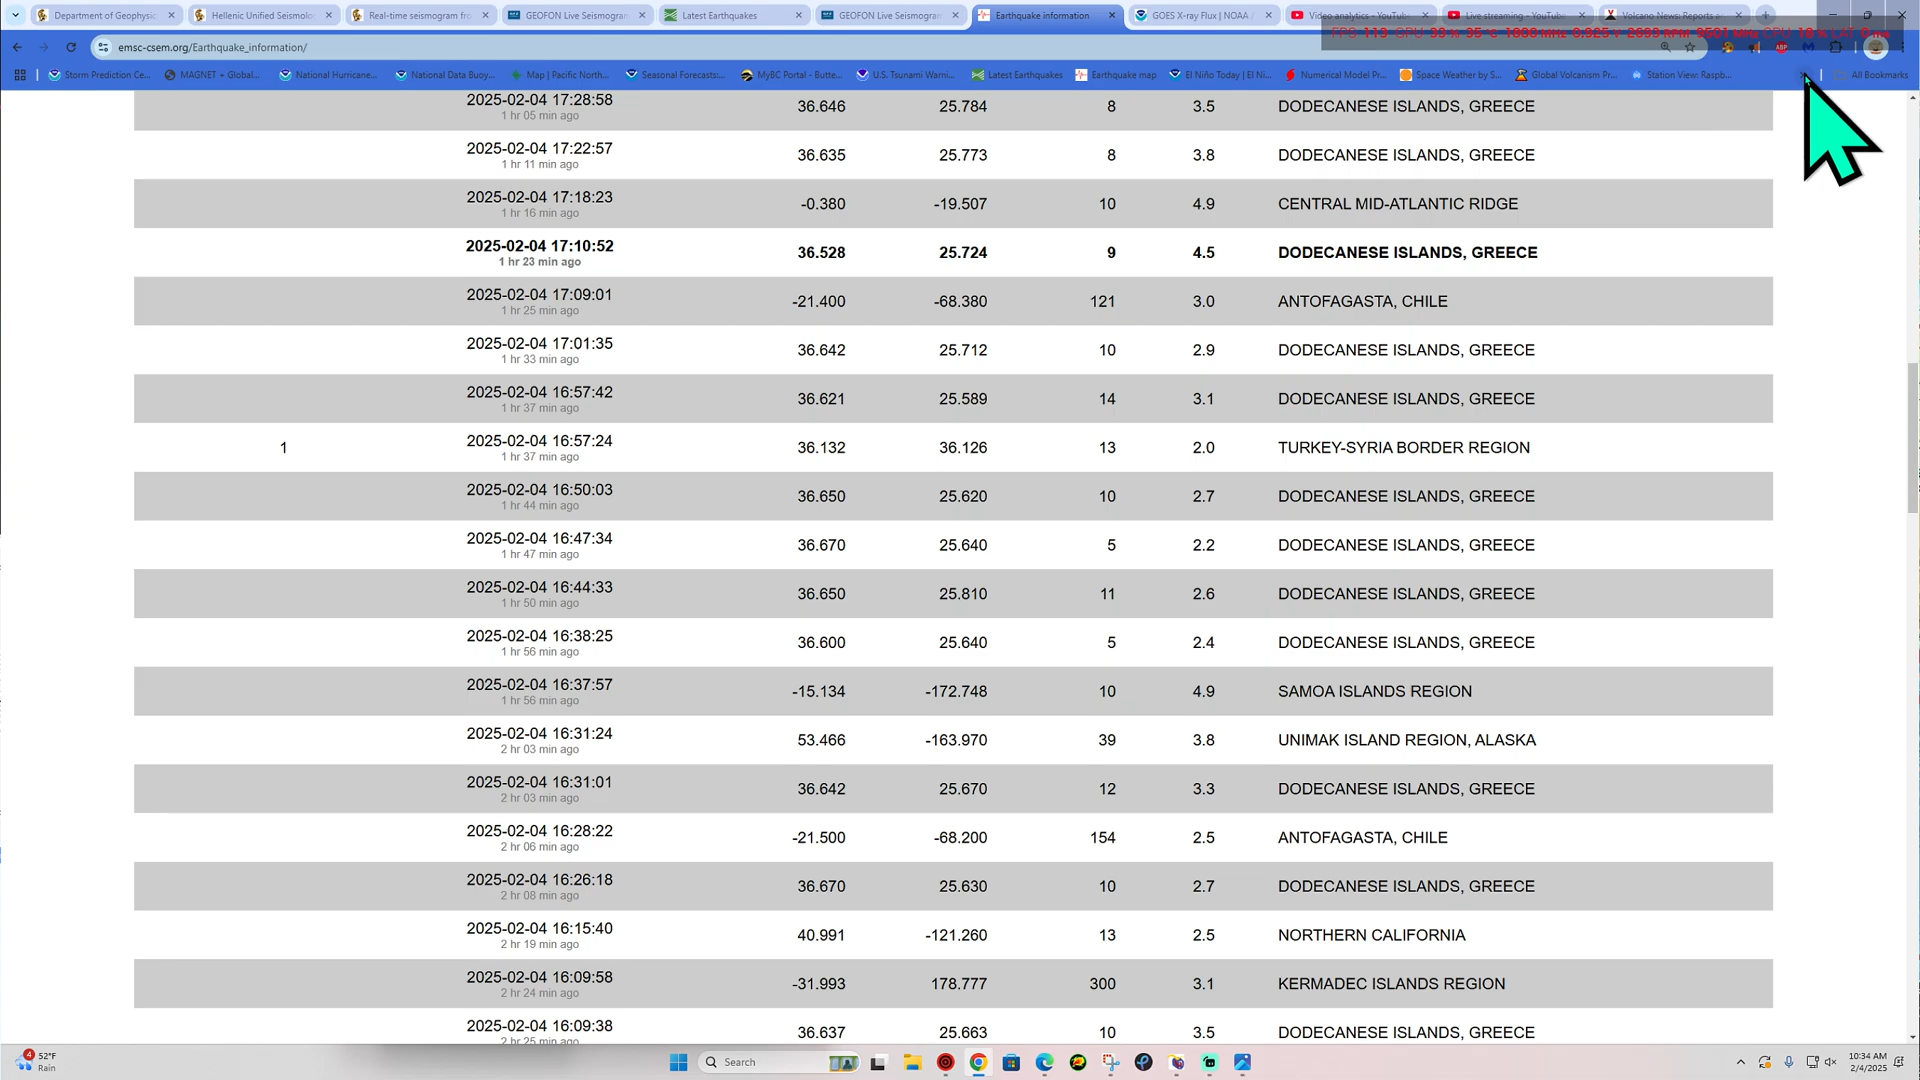 Department of Geophysic
Hellenic Unified Seismolo
Real-time seismogram fro
GEOFON Live Seismogram
Latest Earthquakes
GEOFON Live Seismogram
Earthquake information
GOES X-ray Flux | NOAA /
Video analytics - YouTube
Live streaming - YouTube
Volcano News: Reports a
emsc-csem.org/Earthquake_information/
Storm Prediction Ce...
MAGNET + Global...
National Hurricane...
National Data Buoy...
Map | Pacific North...
Seasonal Forecasts:...
MyBC Portal - Butte...
U.S. Tsunami Warni...
Latest Earthquakes
Earthquake map
El Niño Today | El Ni...
Numerical Model Pr...
Space Weather by S...
Global Volcanism Pr...
Station View: Raspb...
All Bookmarks
2025-02-04 17:28:58 36.646 25.784 8 3.5 DODECANESE ISLANDS, GREECE
1 hr 05 min ago
2025-02-04 17:22:57 36.635 25.773 8 3.8 DODECANESE ISLANDS, GREECE
1 hr 11 min ago
2025-02-04 17:18:23 -0.380 -19.507 10 4.9 CENTRAL MID-ATLANTIC RIDGE
1 hr 16 min ago
2025-02-04 17:10:52 36.528 25.724 9 4.5 DODECANESE ISLANDS, GREECE
1 hr 23 min ago
2025-02-04 17:09:01 -21.400 -68.380 121 3.0 ANTOFAGASTA, CHILE
1 hr 25 min ago
2025-02-04 17:01:35 36.642 25.712 10 2.9 DODECANESE ISLANDS, GREECE
1 hr 33 min ago
2025-02-04 16:57:42 36.621 25.589 14 3.1 DODECANESE ISLANDS, GREECE
1 hr 37 min ago
1 2025-02-04 16:57:24 36.132 36.126 13 2.0 TURKEY-SYRIA BORDER REGION
1 hr 37 min ago
2025-02-04 16:50:03 36.650 25.620 10 2.7 DODECANESE ISLANDS, GREECE
1 hr 44 min ago
2025-02-04 16:47:34 36.670 25.640 5 2.2 DODECANESE ISLANDS, GREECE
1 hr 47 min ago
2025-02-04 16:44:33 36.650 25.810 11 2.6 DODECANESE ISLANDS, GREECE
1 hr 50 min ago
2025-02-04 16:38:25 36.600 25.640 5 2.4 DODECANESE ISLANDS, GREECE
1 hr 56 min ago
2025-02-04 16:37:57 -15.134 -172.748 10 4.9 SAMOA ISLANDS REGION
1 hr 56 min ago
2025-02-04 16:31:24 53.466 -163.970 39 3.8 UNIMAK ISLAND REGION, ALASKA
2 hr 03 min ago
2025-02-04 16:31:01 36.642 25.670 12 3.3 DODECANESE ISLANDS, GREECE
2 hr 03 min ago
2025-02-04 16:28:22 -21.500 -68.200 154 2.5 ANTOFAGASTA, CHILE
2 hr 06 min ago
2025-02-04 16:26:18 36.670 25.630 10 2.7 DODECANESE ISLANDS, GREECE
2 hr 08 min ago
2025-02-04 16:15:40 40.991 -121.260 13 2.5 NORTHERN CALIFORNIA
2 hr 19 min ago
2025-02-04 16:09:58 -31.993 178.777 300 3.1 KERMADEC ISLANDS REGION
2 hr 24 min ago
2025-02-04 16:09:38 36.637 25.663 10 3.5 DODECANESE ISLANDS, GREECE
2 hr 25 min ago
4
52°F
Rain
Search
10:34 AM
2/4/2025